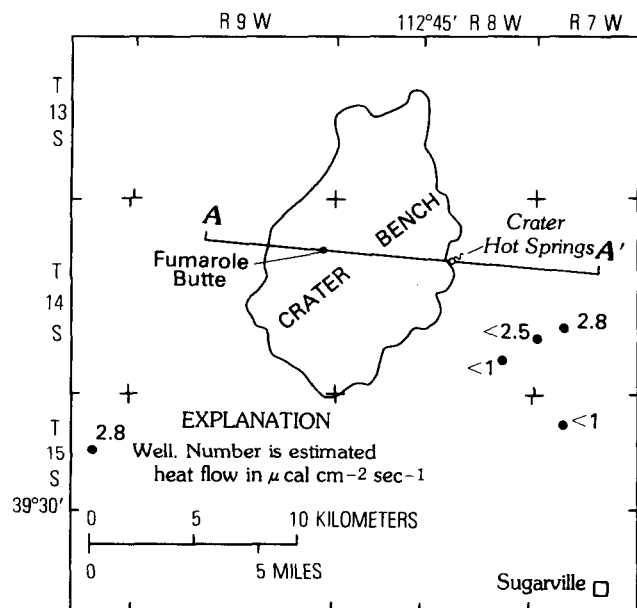 R 9 W 112°45′ R 8 W R 7 W
T
13
S
A
BENCH
Crater
Hot Springs
A′
Fumarole
Butte
CRATER
T
14
S
<2.5 2.8
<1
<1
EXPLANATION
Well. Number is estimated
heat flow in μ cal cm−2 sec−1
2.8
T
15
S
39°30′
0 5 10 KILOMETERS
0 5 MILES
Sugarville